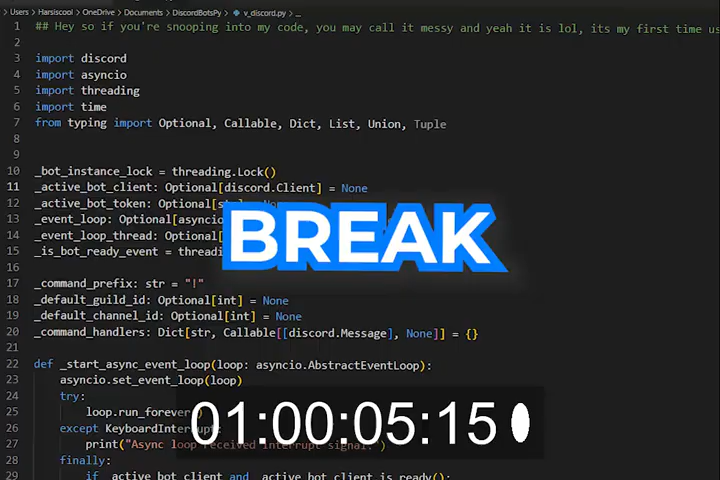 Users > Harsiscool > OneDrive > Documents > DiscordBotsPy > v_discord.py > ...
1 ## Hey so if you're snooping into my code, you may call it messy and yeah it is lol, its my first time us
2
3 import discord
4 import asyncio
5 import threading
6 import time
7 from typing import Optional, Callable, Dict, List, Union, Tuple
8
9
10 _bot_instance_lock = threading.Lock()
11 _active_bot_client: Optional[discord.Client] = None
12 _active_bot_token: Optional[
13 _event_loop: Optional[asyncio
14 _event_loop_thread: Optional[
15 _is_bot_ready_event = threadi
BREAK
16
17 _command_prefix: str = "!"
18 _default_guild_id: Optional[int] = None
19 _default_channel_id: Optional[int] = None
20 _command_handlers: Dict[str, Callable[[discord.Message], None]] = {}
21
22 def _start_async_event_loop(loop: asyncio.AbstractEventLoop):
23 asyncio.set_event_loop(loop)
24 try:
25 loop.run_forever()
26 except KeyboardInterrupt:
27 print("Async loop received interrupt signal.")
01:00:05:15
28 finally:
if _active_bot_client and _active_bot_client.is_ready():